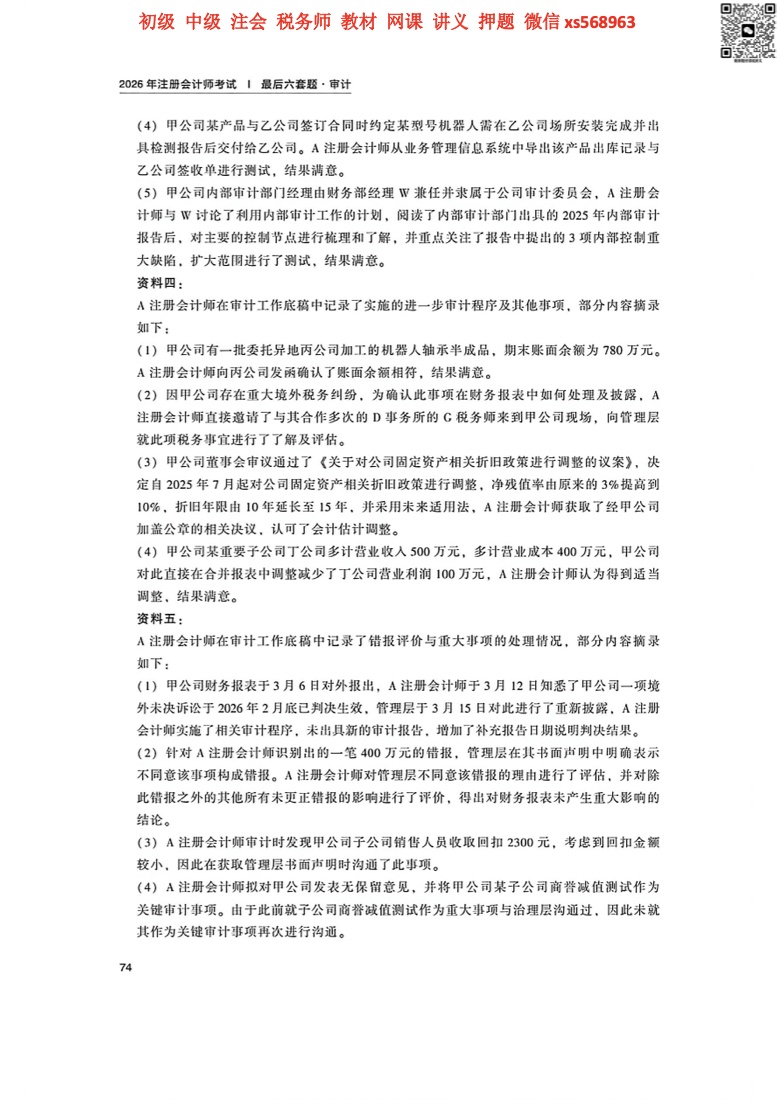 初级 中级 注会 税务师 教材 网课 讲义 押题 微信 xs568963
2026 年注册会计师考试 | 最后六套题·审计
(4) 甲公司某产品与乙公司签订合同时约定某型号机器人需在乙公司场所安装完成并出
具检测报告后交付给乙公司。A 注册会计师从业务管理信息系统中导出该产品出库记录与
乙公司签收单进行测试，结果满意。
(5) 甲公司内部审计部门经理由财务部经理 W 兼任并隶属于公司审计委员会，A 注册会
计师与 W 讨论了利用内部审计工作的计划，阅读了内部审计部门出具的 2025 年内部审计
报告后，对主要的控制节点进行梳理和了解，并重点关注了报告中提出的 3 项内部控制重
大缺陷，扩大范围进行了测试，结果满意。
资料四：
A 注册会计师在审计工作底稿中记录了实施的进一步审计程序及其他事项，部分内容摘录
如下：
(1) 甲公司有一批委托异地丙公司加工的机器人轴承半成品，期末账面余额为 780 万元。
A 注册会计师向丙公司发函确认了账面余额相符，结果满意。
(2) 因甲公司存在重大境外税务纠纷，为确认此事项在财务报表中如何处理及披露，A
注册会计师直接邀请了与其合作多次的 D 事务所的 G 税务师来到甲公司现场，向管理层
就此项税务事宜进行了了解及评估。
(3) 甲公司董事会审议通过了《关于对公司固定资产相关折旧政策进行调整的议案》，决
定自 2025 年 7 月起对公司固定资产相关折旧政策进行调整，净残值率由原来的 3%提高到
10%，折旧年限由 10 年延长至 15 年，并采用未来适用法，A 注册会计师获取了经甲公司
加盖公章的相关决议，认可了会计估计调整。
(4) 甲公司某重要子公司丁公司多计营业收入 500 万元，多计营业成本 400 万元，甲公司
对此直接在合并报表中调整减少了丁公司营业利润 100 万元，A 注册会计师认为得到适当
调整，结果满意。
资料五：
A 注册会计师在审计工作底稿中记录了错报评价与重大事项的处理情况，部分内容摘录
如下：
(1) 甲公司财务报表于 3 月 6 日对外报出，A 注册会计师于 3 月 12 日知悉了甲公司一项境
外未决诉讼于 2026 年 2 月底已判决生效，管理层于 3 月 15 日对此进行了重新披露，A 注册
会计师实施了相关审计程序，未出具新的审计报告，增加了补充报告日期说明判决结果。
(2) 针对 A 注册会计师识别出的一笔 400 万元的错报，管理层在其书面声明中明确表示
不同意该事项构成错报。A 注册会计师对管理层不同意该错报的理由进行了评估，并对除
此错报之外的其他所有未更正错报的影响进行了评价，得出对财务报表未产生重大影响的
结论。
(3) A 注册会计师审计时发现甲公司子公司销售人员收取回扣 2300 元，考虑到回扣金额
较小，因此在获取管理层书面声明时沟通了此事项。
(4) A 注册会计师拟对甲公司发表无保留意见，并将甲公司某子公司商誉减值测试作为
关键审计事项。由于此前就子公司商誉减值测试作为重大事项与治理层沟通过，因此未就
其作为关键审计事项再次进行沟通。
74